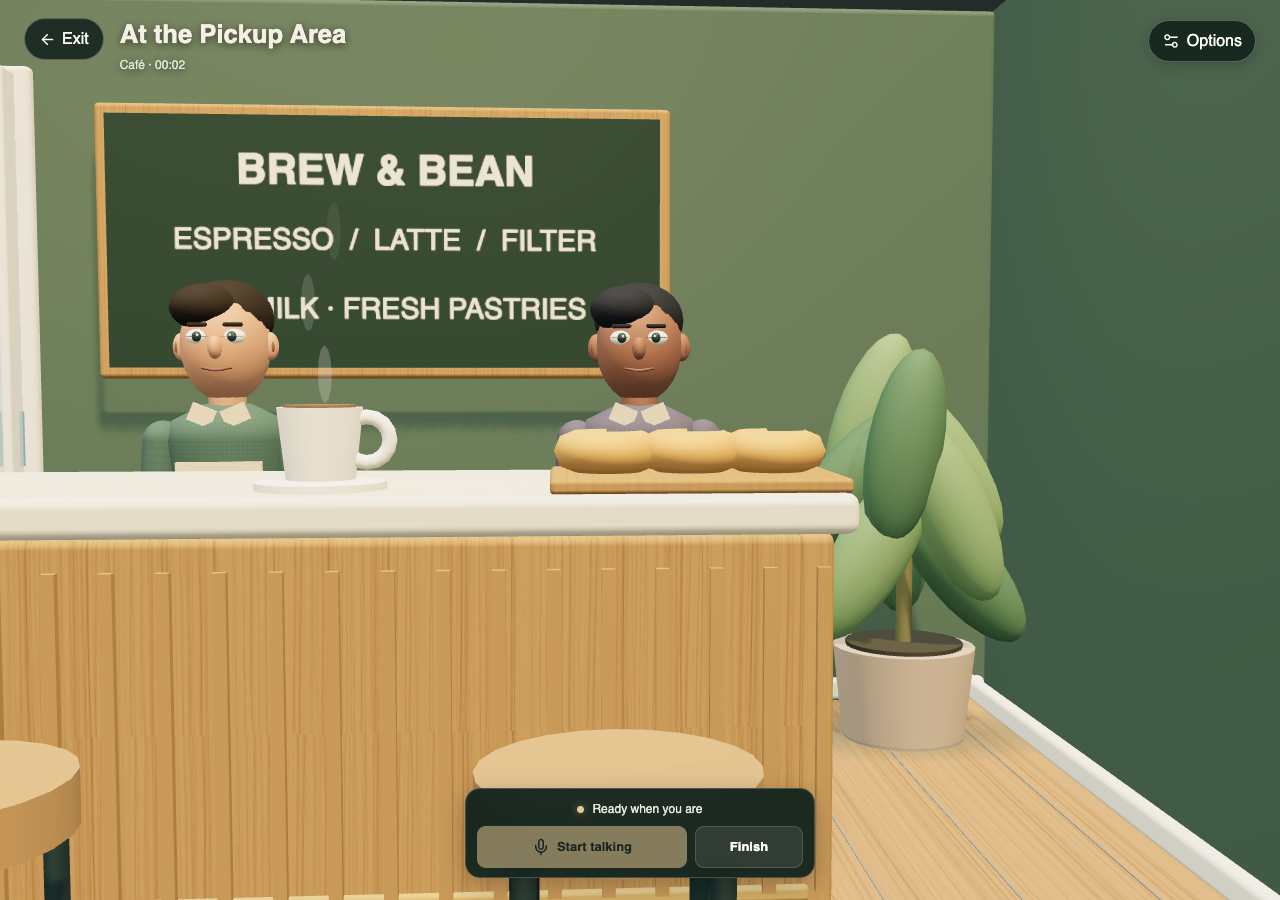 Exit
At the Pickup Area
Café · 00:02
Options
BREW & BEAN
ESPRESSO / LATTE / FILTER
MILK · FRESH PASTRIES
Ready when you are
Start talking
Finish